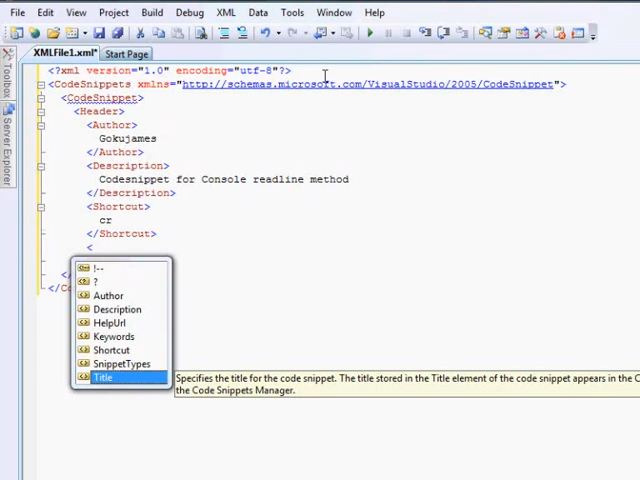 File Edit View Project Build Debug XML Data Tools Window Help
XMLFile1.xml* Start Page
Toolbox
Server Explorer
<?xml version="1.0" encoding="utf-8"?>
<CodeSnippets xmlns="http://schemas.microsoft.com/VisualStudio/2005/CodeSnippet">
<CodeSnippet>
<Header>
<Author>
Gokujames
</Author>
<Description>
Codesnippet for Console readline method
</Description>
<Shortcut>
cr
</Shortcut>
<
!--
?
Author
Description
HelpUrl
Keywords
Shortcut
SnippetTypes
Title
Specifies the title for the code snippet. The title stored in the Title element of the code snippet appears in the
the Code Snippets Manager.